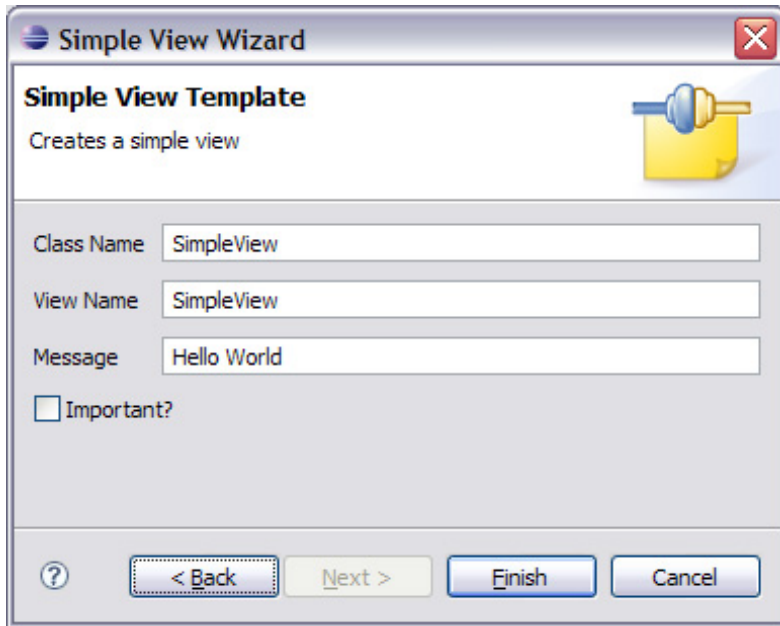 Simple View Wizard
Simple View Template
Creates a simple view
Class Name SimpleView
View Name SimpleView
Message Hello World
Important?
? < Back Next > Finish Cancel